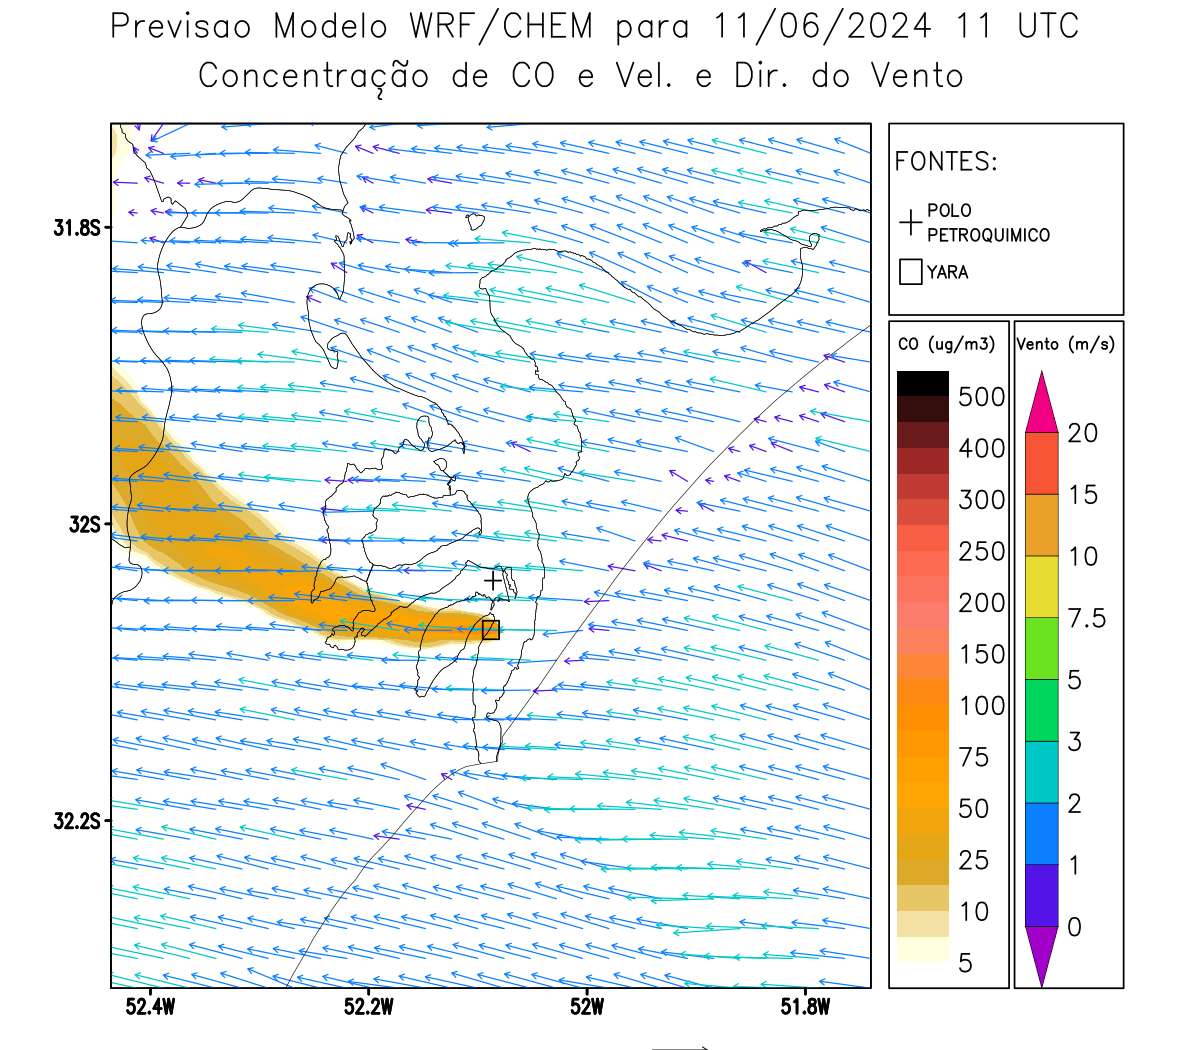 Previsao Modelo WRF/CHEM para 11/06/2024 11 UTC
Concentração de CO e Vel. e Dir. do Vento
FONTES:
POLO
PETROQUIMICO
YARA
31.8S
32S
32.2S
52.4W
52.2W
52W
51.8W
CO (ug/m3)
500
400
300
250
200
150
100
75
50
25
10
5
Vento (m/s)
20
15
10
7.5
5
3
2
1
0